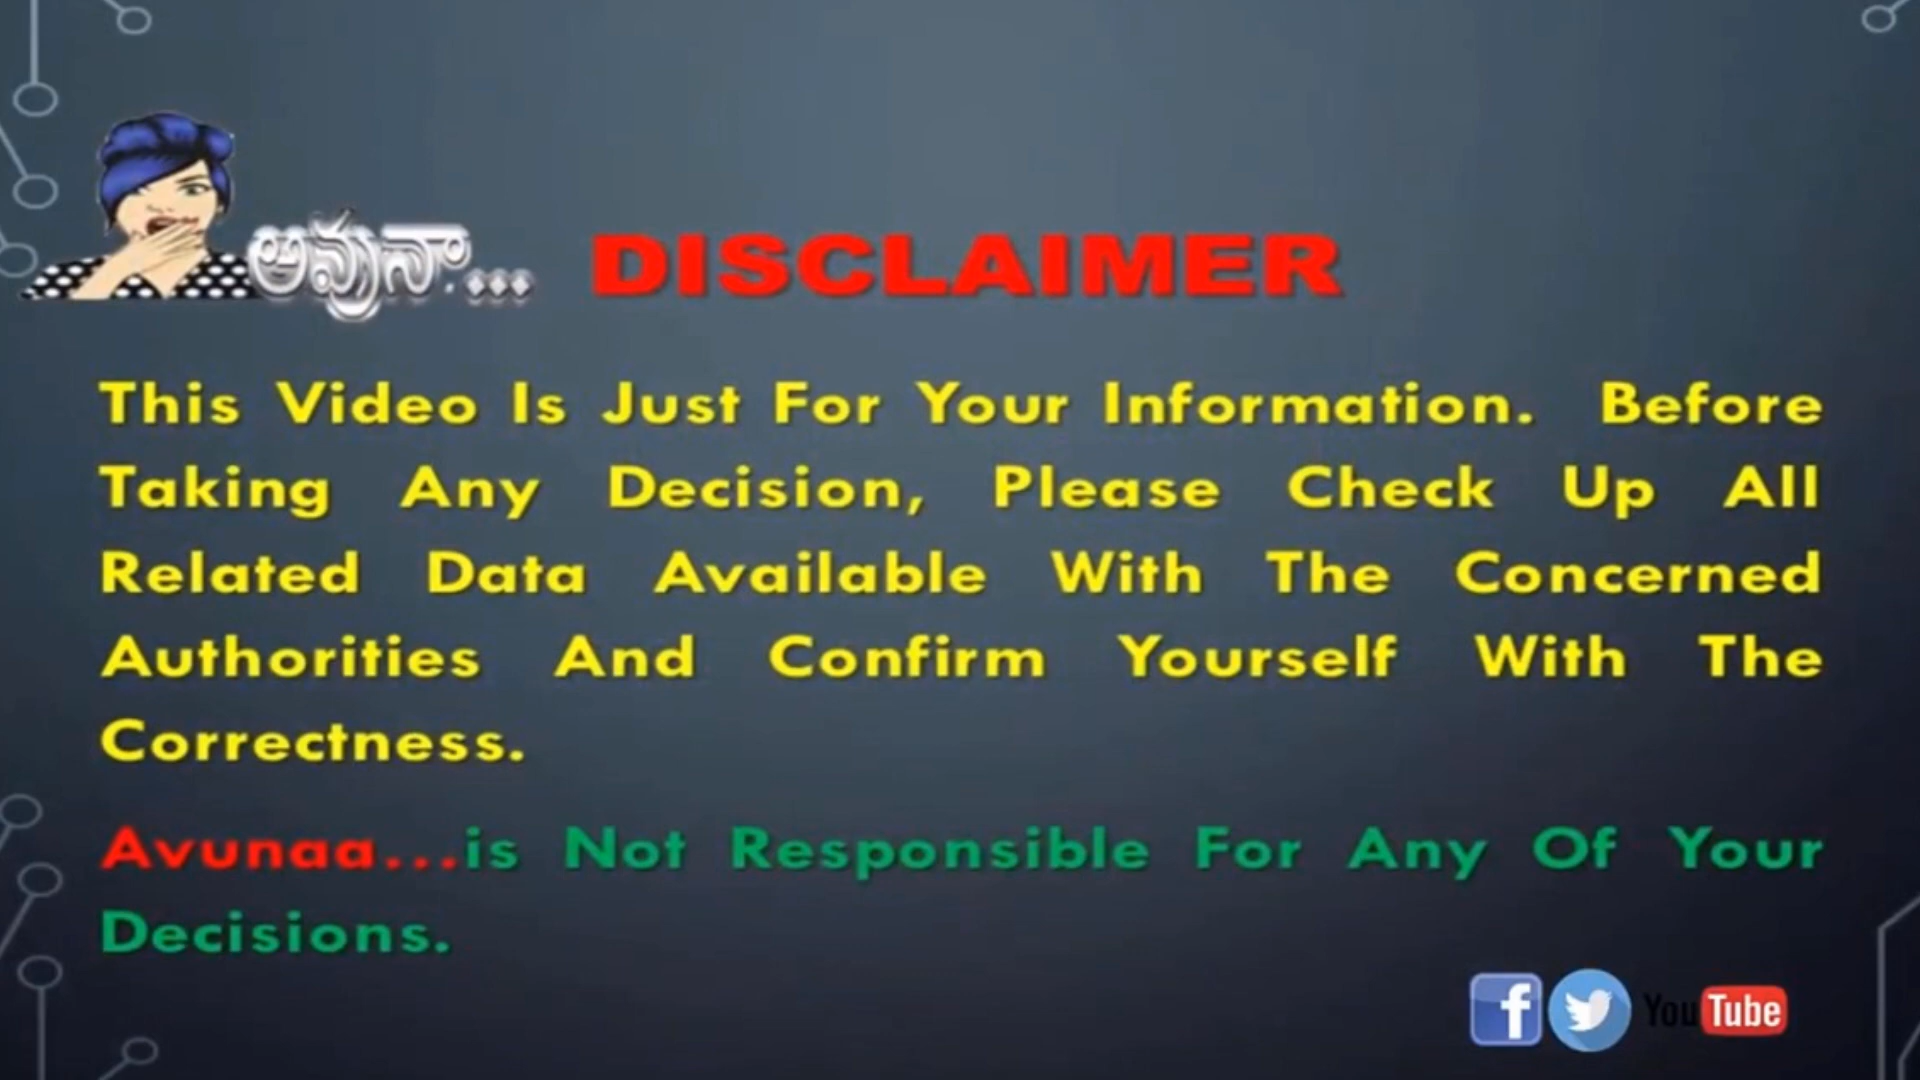 అవునా...
DISCLAIMER
This Video Is Just For Your Information. Before
Taking Any Decision, Please Check Up All
Related Data Available With The Concerned
Authorities And Confirm Yourself With The
Correctness.
Avunaa...is Not Responsible For Any Of Your
Decisions.
f YouTube